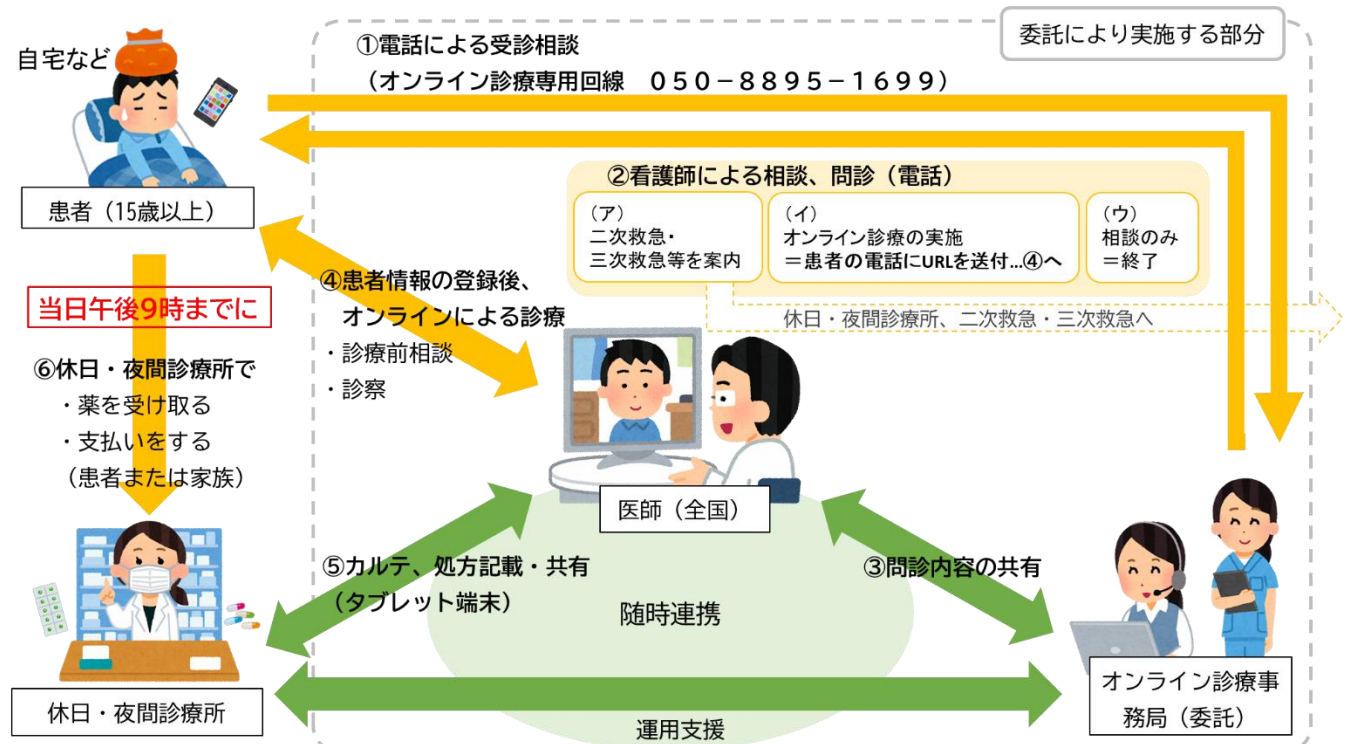 委託により実施する部分
自宅など
①電話による受診相談
(オンライン診療専用回線 050-8895-1699)
②看護師による相談、問診(電話)
(ア)
二次救急・
三次救急等を案内
(イ)
オンライン診療の実施
=患者の電話にURLを送付…④へ
(ウ)
相談のみ
=終了
休日・夜間診療所、二次救急・三次救急へ
患者(15歳以上)
④患者情報の登録後、
オンラインによる診療
・診療前相談
・診察
当日午後9時までに
⑥休日・夜間診療所で
・薬を受け取る
・支払いをする
(患者または家族)
医師(全国)
⑤カルテ、処方記載・共有
(タブレット端末)
③問診内容の共有
随時連携
休日・夜間診療所
運用支援
オンライン診療事
務局(委託)